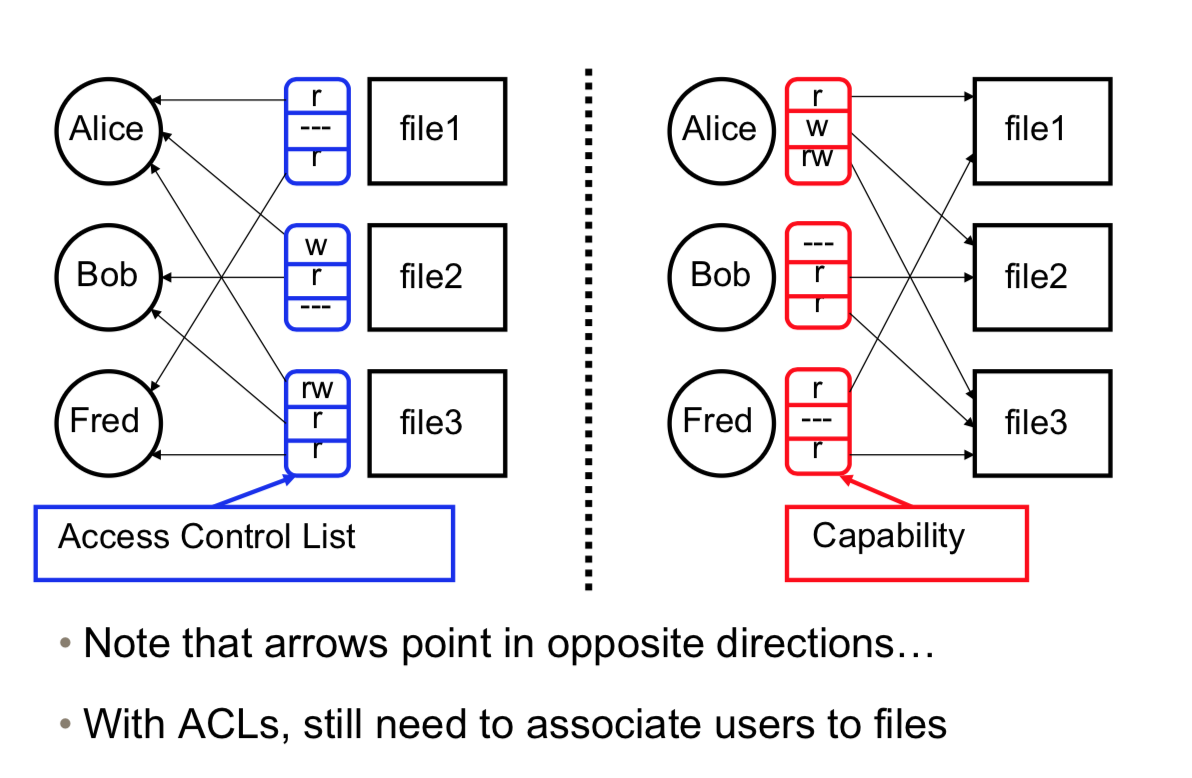 Alice
r
---
r
file1
Bob
w
r
---
file2
Fred
rw
r
r
file3
Access Control List
Alice
r
w
rw
file1
Bob
---
r
r
file2
Fred
r
---
r
file3
Capability
• Note that arrows point in opposite directions…
• With ACLs, still need to associate users to files